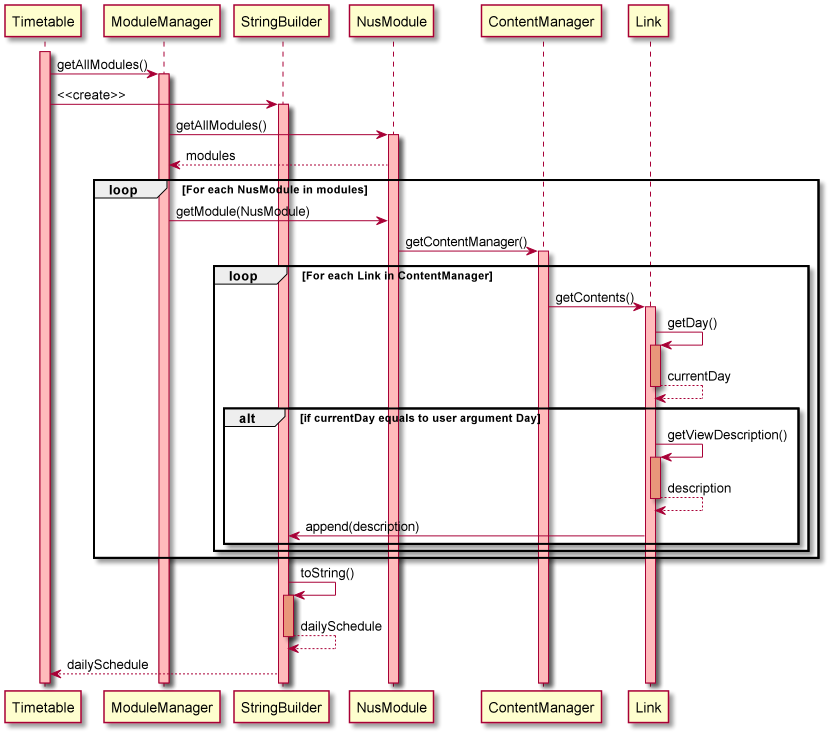 Timetable ModuleManager StringBuilder NusModule ContentManager Link
getAllModules()
<<create>>
getAllModules()
modules
loop [For each NusModule in modules]
getModule(NusModule)
getContentManager()
loop [For each Link in ContentManager]
getContents()
getDay()
currentDay
alt [if currentDay equals to user argument Day]
getViewDescription()
description
append(description)
toString()
dailySchedule
dailySchedule
Timetable ModuleManager StringBuilder NusModule ContentManager Link